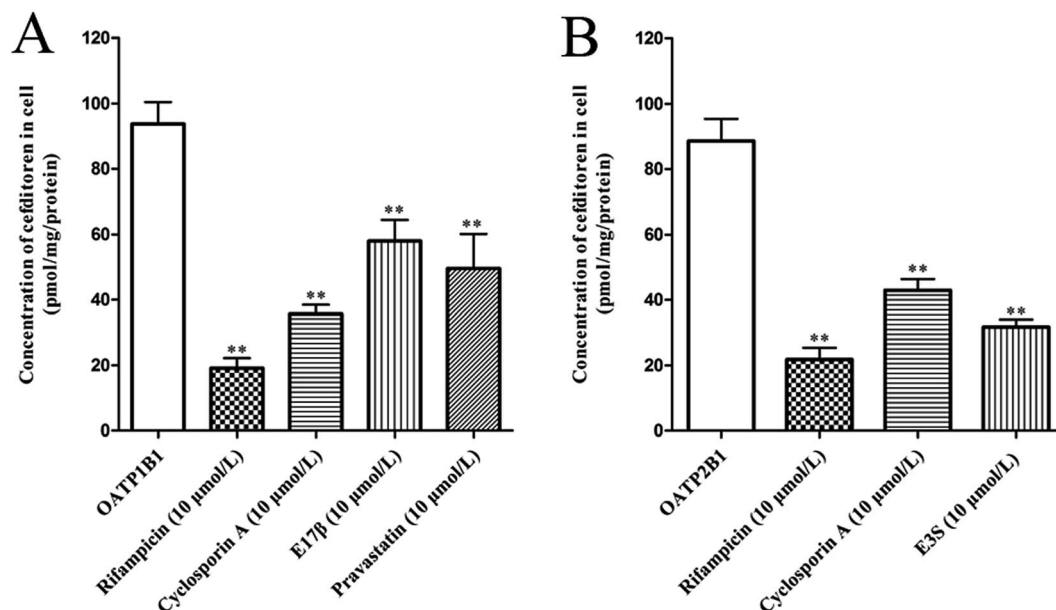 A
Concentration of cefditoren in cell
(pmol/mg/protein)
120
100
80
60
40
20
0
**
**
**
**
OATP1B1
Rifampicin (10 μmol/L)
Cyclosporin A (10 μmol/L)
E17β (10 μmol/L)
Pravastatin (10 μmol/L)
B
Concentration of cefditoren in cell
(pmol/mg/protein)
120
100
80
60
40
20
0
**
**
**
OATP2B1
Rifampicin (10 μmol/L)
Cyclosporin A (10 μmol/L)
E3S (10 μmol/L)